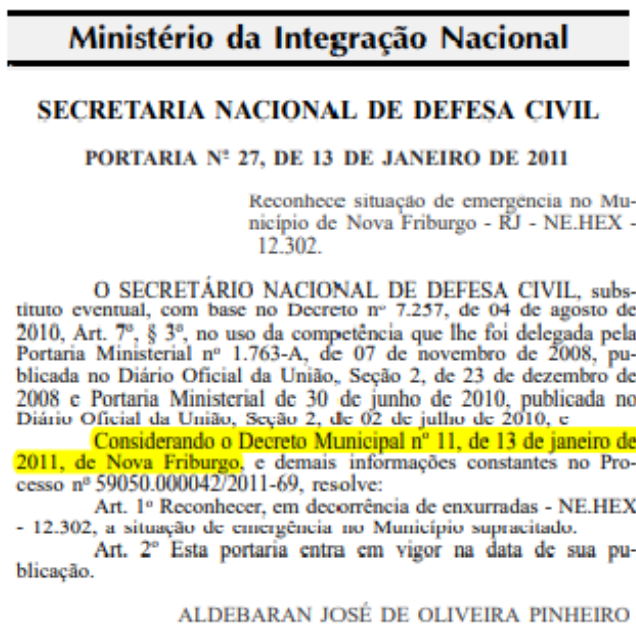 Ministério da Integração Nacional
SECRETARIA NACIONAL DE DEFESA CIVIL
PORTARIA Nº 27, DE 13 DE JANEIRO DE 2011
Reconhece situação de emergência no Mu-
nicípio de Nova Friburgo - RJ - NE.HEX -
12.302.
O SECRETÁRIO NACIONAL DE DEFESA CIVIL, subs-
tituto eventual, com base no Decreto nº 7.257, de 04 de agosto de
2010, Art. 7º, § 3º, no uso da competência que lhe foi delegada pela
Portaria Ministerial nº 1.763-A, de 07 de novembro de 2008, pu-
blicada no Diário Oficial da União, Seção 2, de 23 de dezembro de
2008 e Portaria Ministerial de 30 de junho de 2010, publicada no
Diário Oficial da União, Seção 2, de 02 de julho de 2010, e
Considerando o Decreto Municipal nº 11, de 13 de janeiro de
2011, de Nova Friburgo, e demais informações constantes no Pro-
cesso nº 59050.000042/2011-69, resolve:
Art. 1º Reconhecer, em decorrência de enxurradas - NE.HEX
- 12.302, a situação de emergência no Município supracitado.
Art. 2º Esta portaria entra em vigor na data de sua pu-
blicação.
ALDEBARAN JOSÉ DE OLIVEIRA PINHEIRO